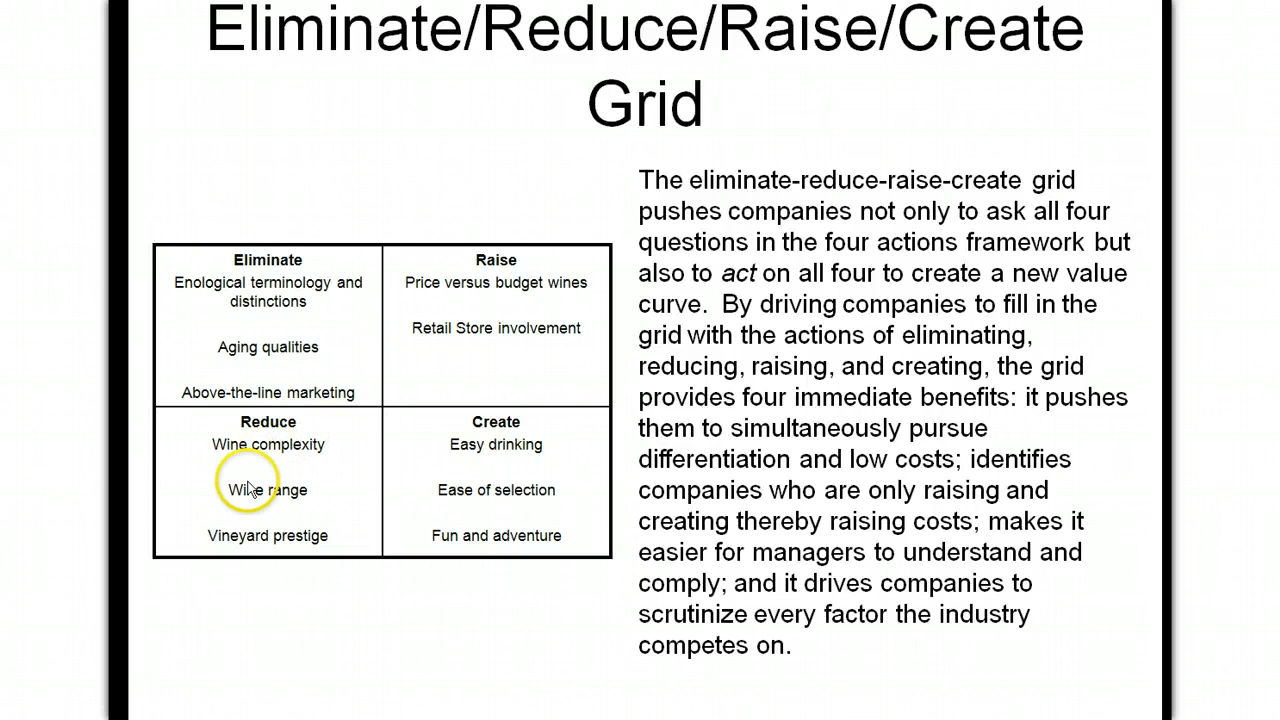 Eliminate/Reduce/Raise/Create
Grid
Eliminate
Enological terminology and
distinctions
Aging qualities
Above-the-line marketing
Raise
Price versus budget wines
Retail Store involvement
Reduce
Wine complexity
Wine range
Vineyard prestige
Create
Easy drinking
Ease of selection
Fun and adventure
The eliminate-reduce-raise-create grid
pushes companies not only to ask all four
questions in the four actions framework but
also to act on all four to create a new value
curve. By driving companies to fill in the
grid with the actions of eliminating,
reducing, raising, and creating, the grid
provides four immediate benefits: it pushes
them to simultaneously pursue
differentiation and low costs; identifies
companies who are only raising and
creating thereby raising costs; makes it
easier for managers to understand and
comply; and it drives companies to
scrutinize every factor the industry
competes on.